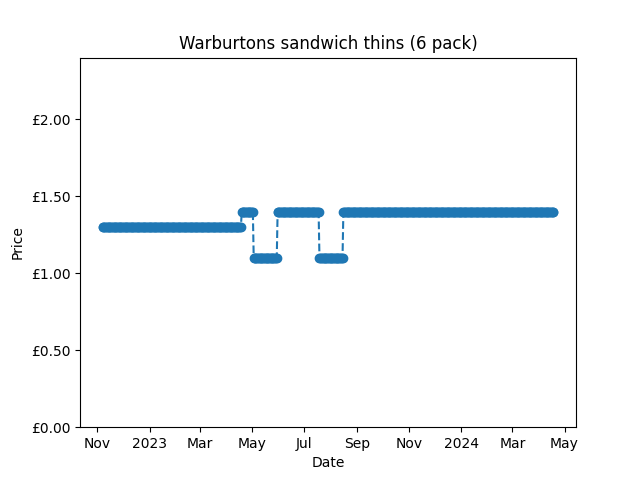 Warburtons sandwich thins (6 pack)
£2.00
£1.50
£1.00
£0.50
£0.00
Price
Nov 2023 Mar May Jul Sep Nov 2024 Mar May
Date